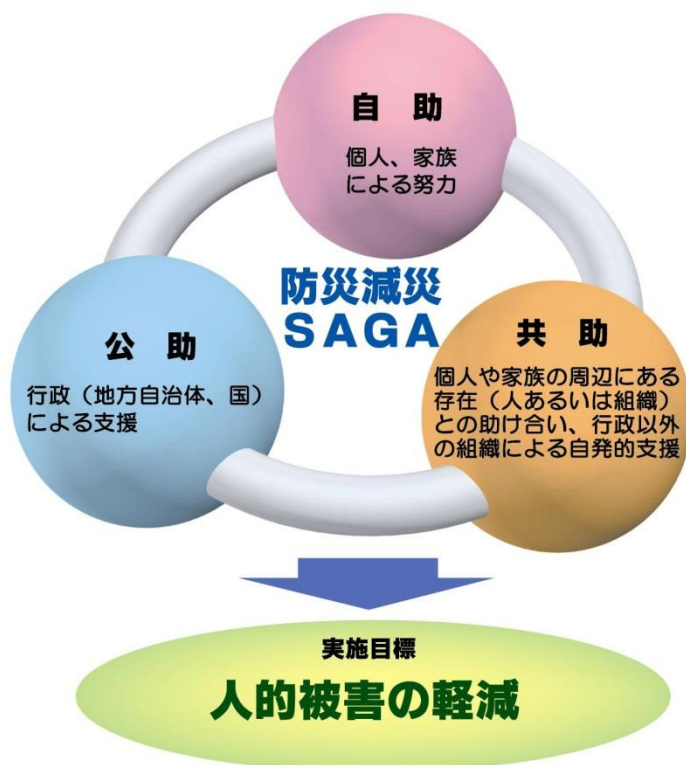 自　助
個人、家族
による努力
防災減災
SAGA
公　助
行政（地方自治体、国）
による支援
共　助
個人や家族の周辺にある
存在（人あるいは組織）
との助け合い、行政以外
の組織による自発的支援
実施目標
人的被害の軽減